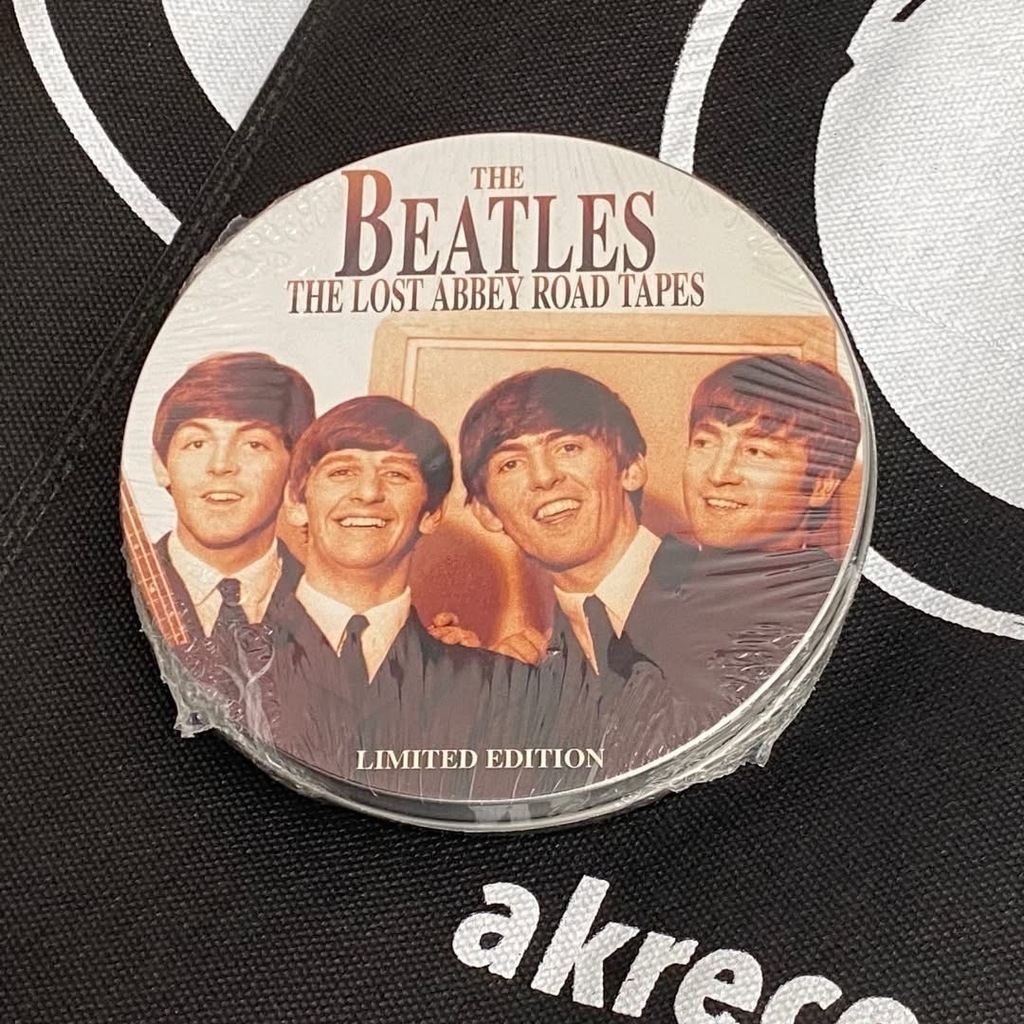 THE
BEATLES
THE LOST ABBEY ROAD TAPES
LIMITED EDITION
akreco